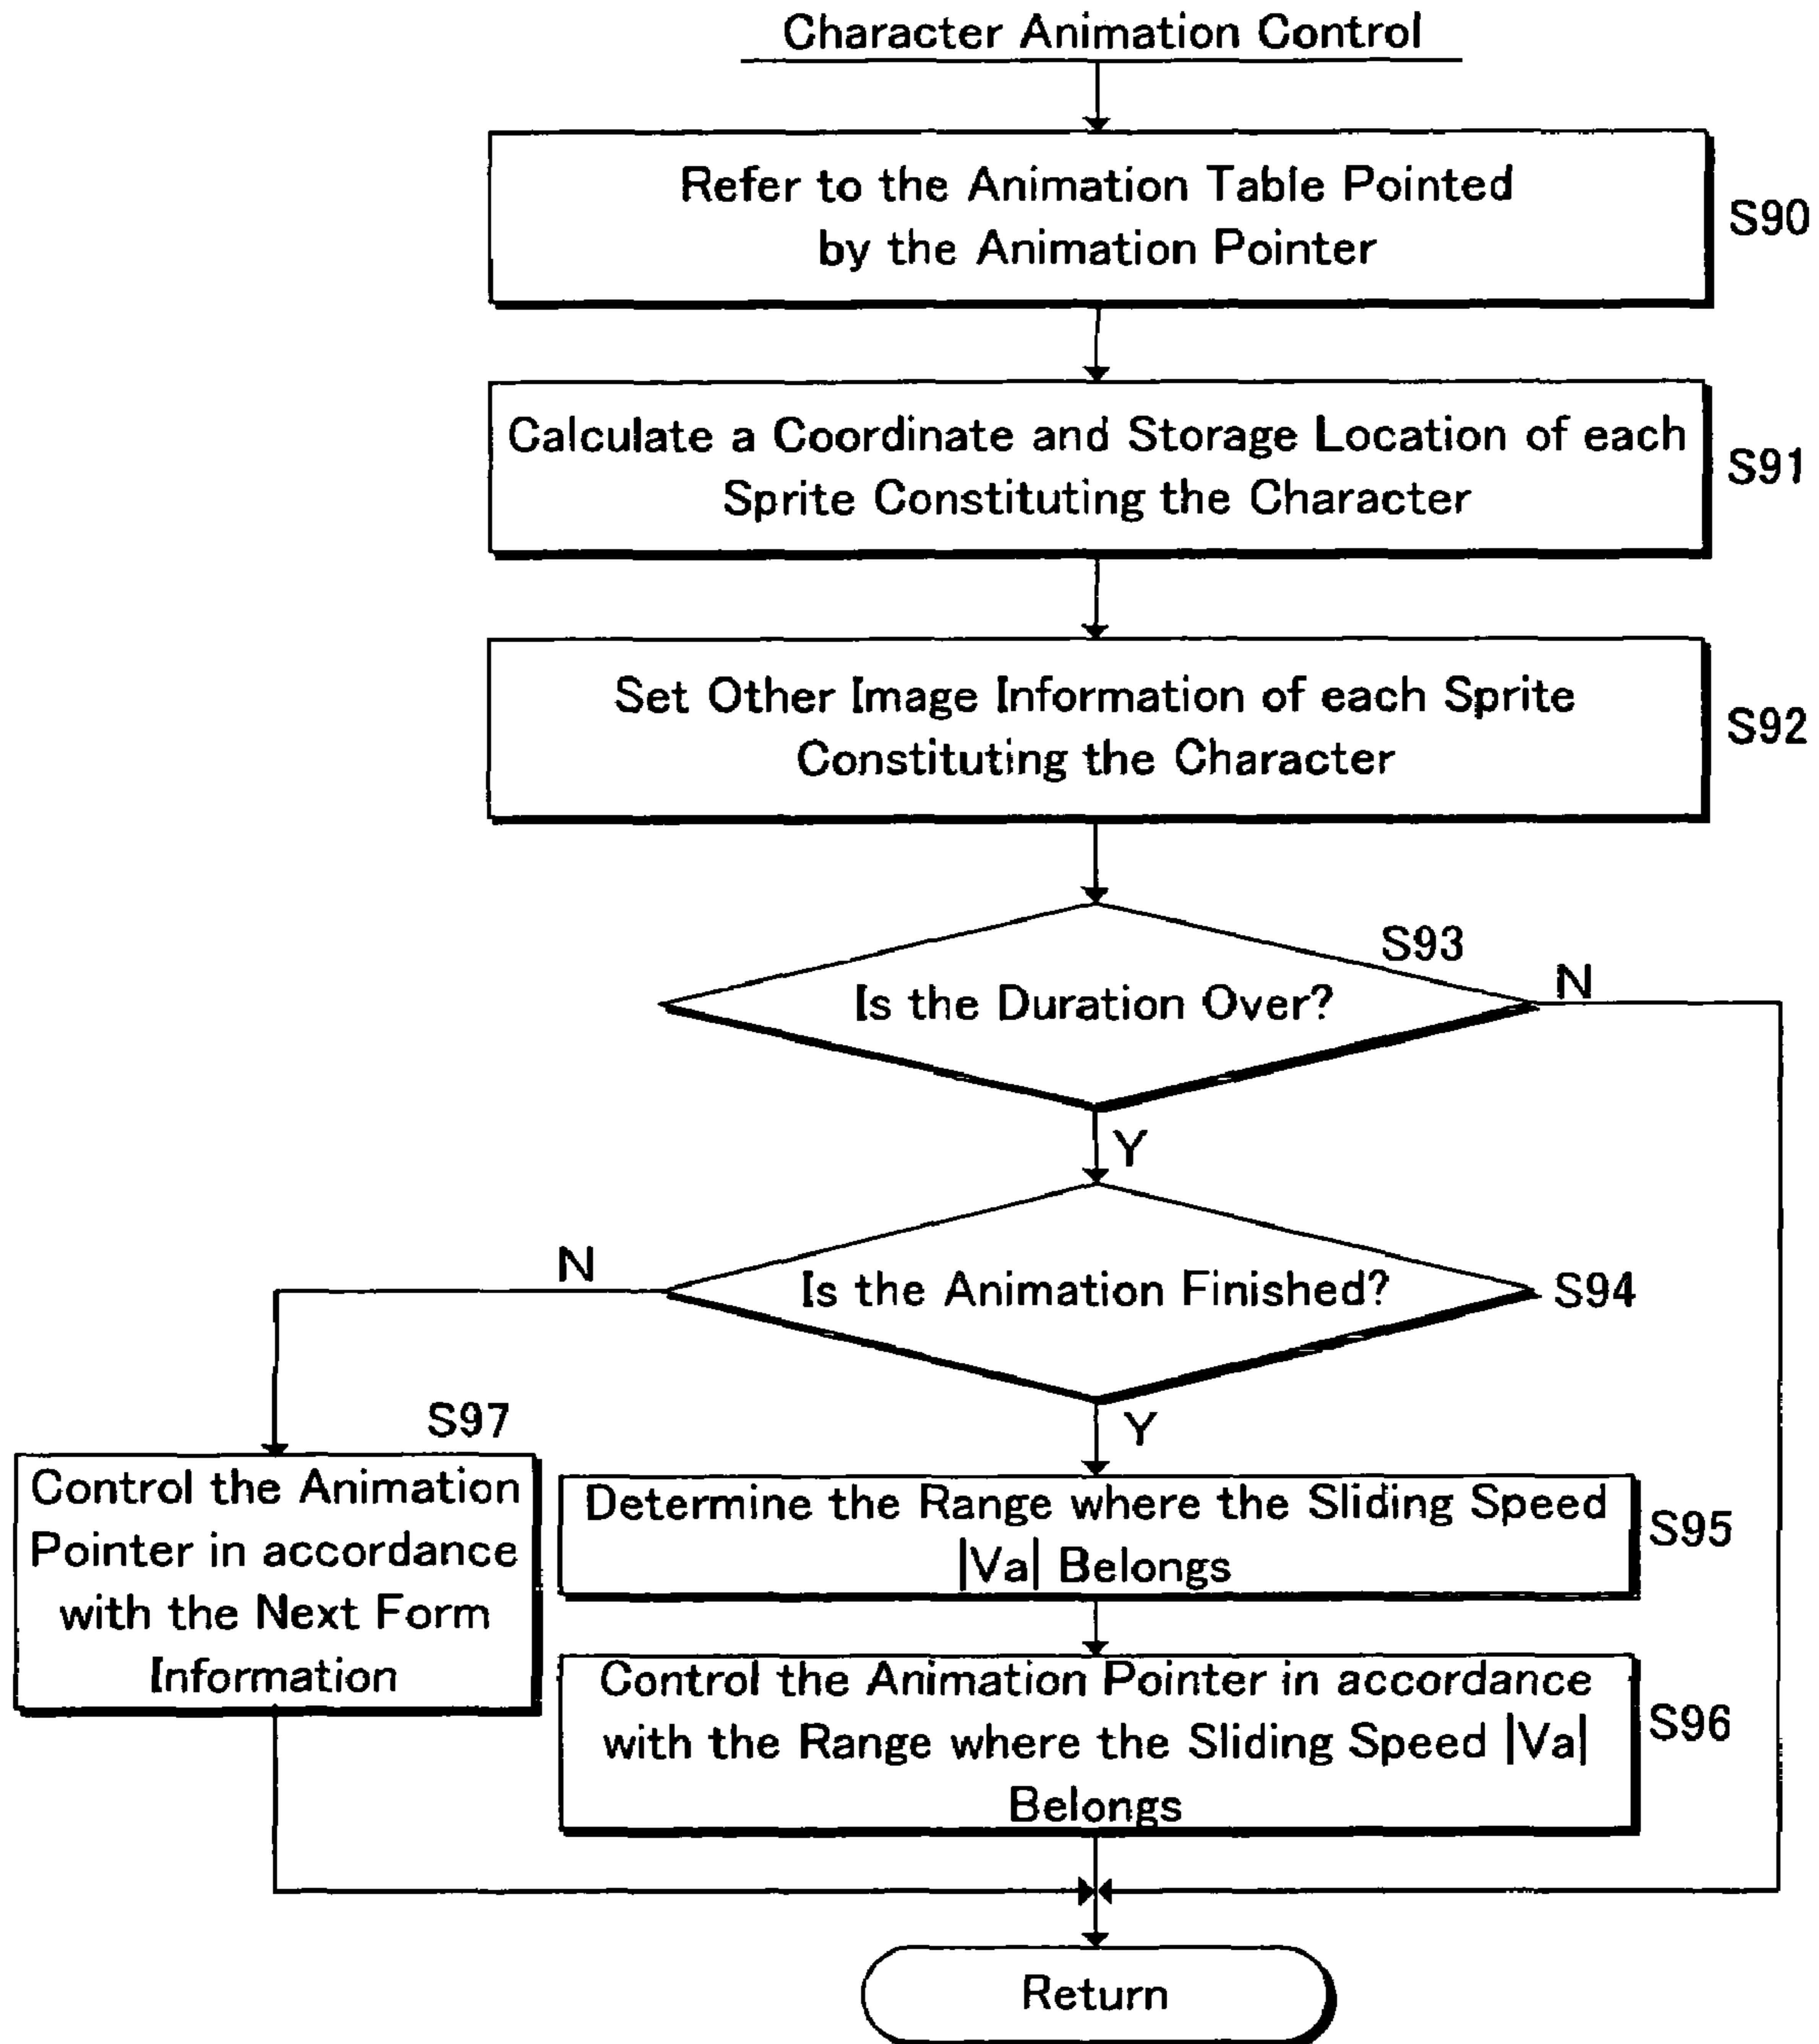 Character Animation Control
Refer to the Animation Table Pointed
by the Animation Pointer
S90
Calculate a Coordinate and Storage Location of each
Sprite Constituting the Character
S91
Set Other Image Information of each Sprite
Constituting the Character
S92
S93
Is the Duration Over?
N
Y
Is the Animation Finished?
S94
N
Y
S97
Control the Animation
Pointer in accordance
with the Next Form
Information
Determine the Range where the Sliding Speed
|Va| Belongs
S95
Control the Animation Pointer in accordance
with the Range where the Sliding Speed |Va|
Belongs
S96
Return